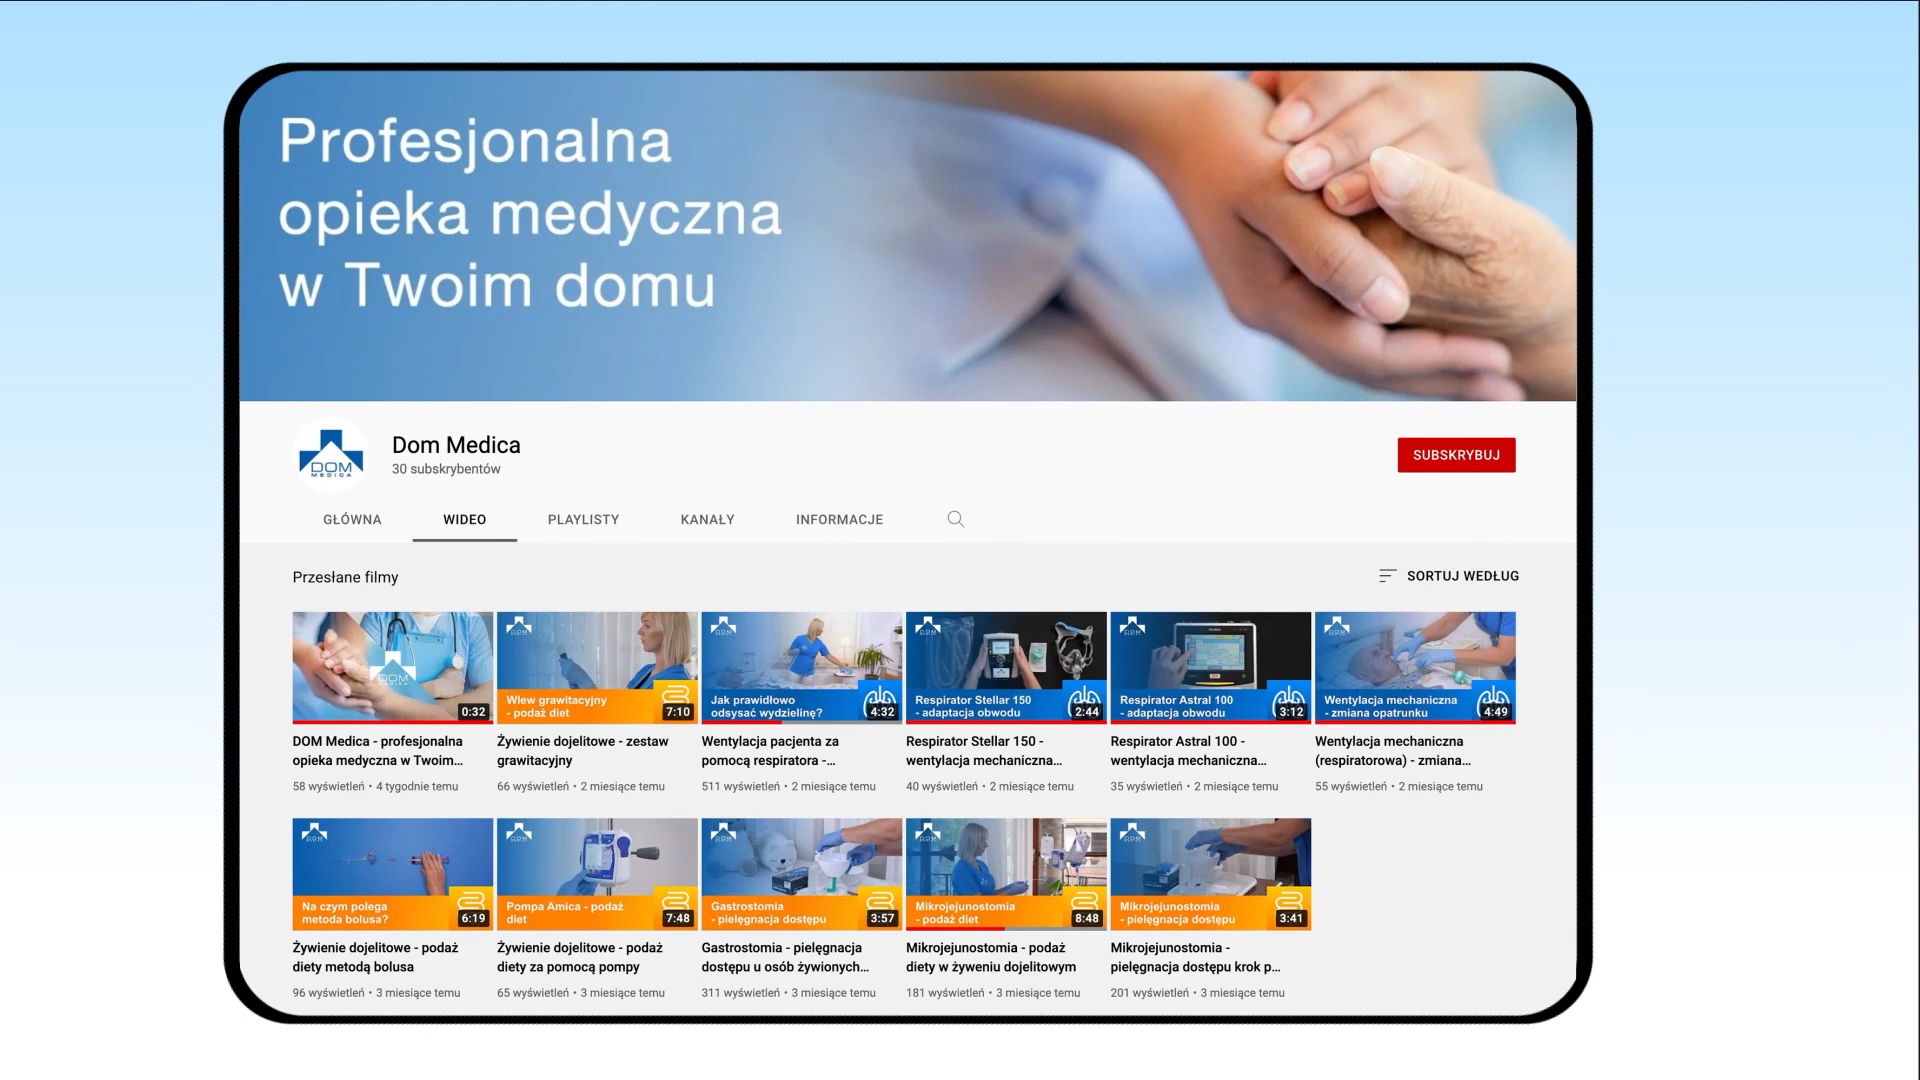 Profesjonalna
opieka medyczna
w Twoim domu
DOM
MEDICA
Dom Medica
30 subskrybentów
SUBSKRYBUJ
GŁÓWNA
WIDEO
PLAYLISTY
KANAŁY
INFORMACJE
Przesłane filmy
SORTUJ WEDŁUG
DOM
0:32
DOM Medica - profesjonalna
opieka medyczna w Twoim...
58 wyświetleń • 4 tygodnie temu
Wlew grawitacyjny
- podaż diet
7:10
Żywienie dojelitowe - zestaw
grawitacyjny
66 wyświetleń • 2 miesiące temu
Jak prawidłowo
odsysać wydzielinę?
4:32
Wentylacja pacjenta za
pomocą respiratora -...
511 wyświetleń • 2 miesiące temu
Respirator Stellar 150
- adaptacja obwodu
2:44
Respirator Stellar 150 -
wentylacja mechaniczna...
40 wyświetleń • 2 miesiące temu
Respirator Astral 100
- adaptacja obwodu
3:12
Respirator Astral 100 -
wentylacja mechaniczna...
35 wyświetleń • 2 miesiące temu
Wentylacja mechaniczna
- zmiana opatrunku
4:49
Wentylacja mechaniczna
(respiratorowa) - zmiana...
55 wyświetleń • 2 miesiące temu
Na czym polega
metoda bolusa?
6:19
Żywienie dojelitowe - podaż
diety metodą bolusa
96 wyświetleń • 3 miesiące temu
Pompa Amica - podaż
diet
7:48
Żywienie dojelitowe - podaż
diety za pomocą pompy
65 wyświetleń • 3 miesiące temu
Gastrostomia
- pielęgnacja dostępu
3:57
Gastrostomia - pielęgnacja
dostępu u osób żywionych...
311 wyświetleń • 3 miesiące temu
Mikrojejunostomia
- podaż diet
8:48
Mikrojejunostomia - podaż
diety w żyweniu dojelitowym
181 wyświetleń • 3 miesiące temu
Mikrojejunostomia
- pielęgnacja dostępu
3:41
Mikrojejunostomia -
pielęgnacja dostępu krok p...
201 wyświetleń • 3 miesiące temu